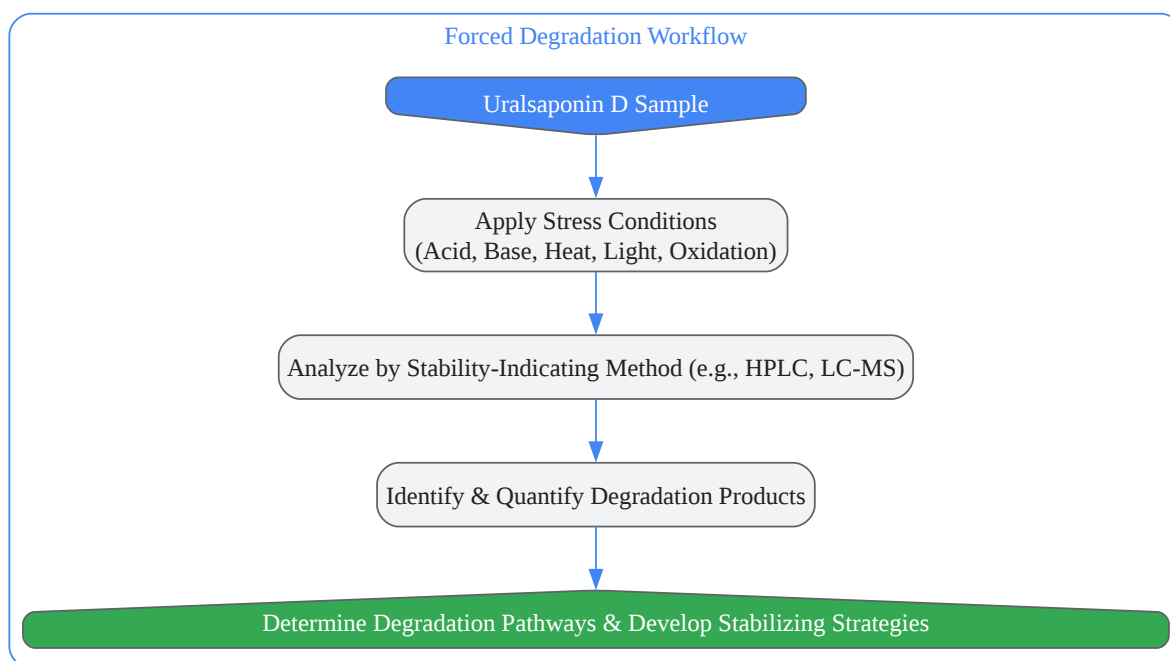 Forced Degradation Workflow
Uralsaponin D Sample
Apply Stress Conditions
(Acid, Base, Heat, Light, Oxidation)
Analyze by Stability-Indicating Method (e.g., HPLC, LC-MS)
Identify & Quantify Degradation Products
Determine Degradation Pathways & Develop Stabilizing Strategies